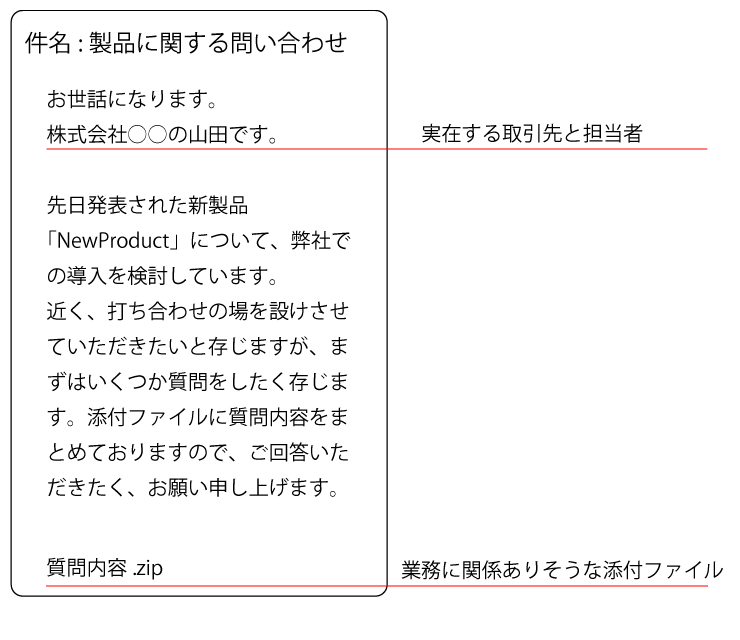 件名 : 製品に関する問い合わせ
お世話になります。
株式会社○○の山田です。
実在する取引先と担当者
先日発表された新製品
「NewProduct」について、弊社で
の導入を検討しています。
近く、打ち合わせの場を設けさせ
ていただきたいと存じますが、ま
ずはいくつか質問をしたく存じま
す。添付ファイルに質問内容をま
とめておりますので、ご回答いた
だきたく、お願い申し上げます。
質問内容 .zip
業務に関係ありそうな添付ファイル